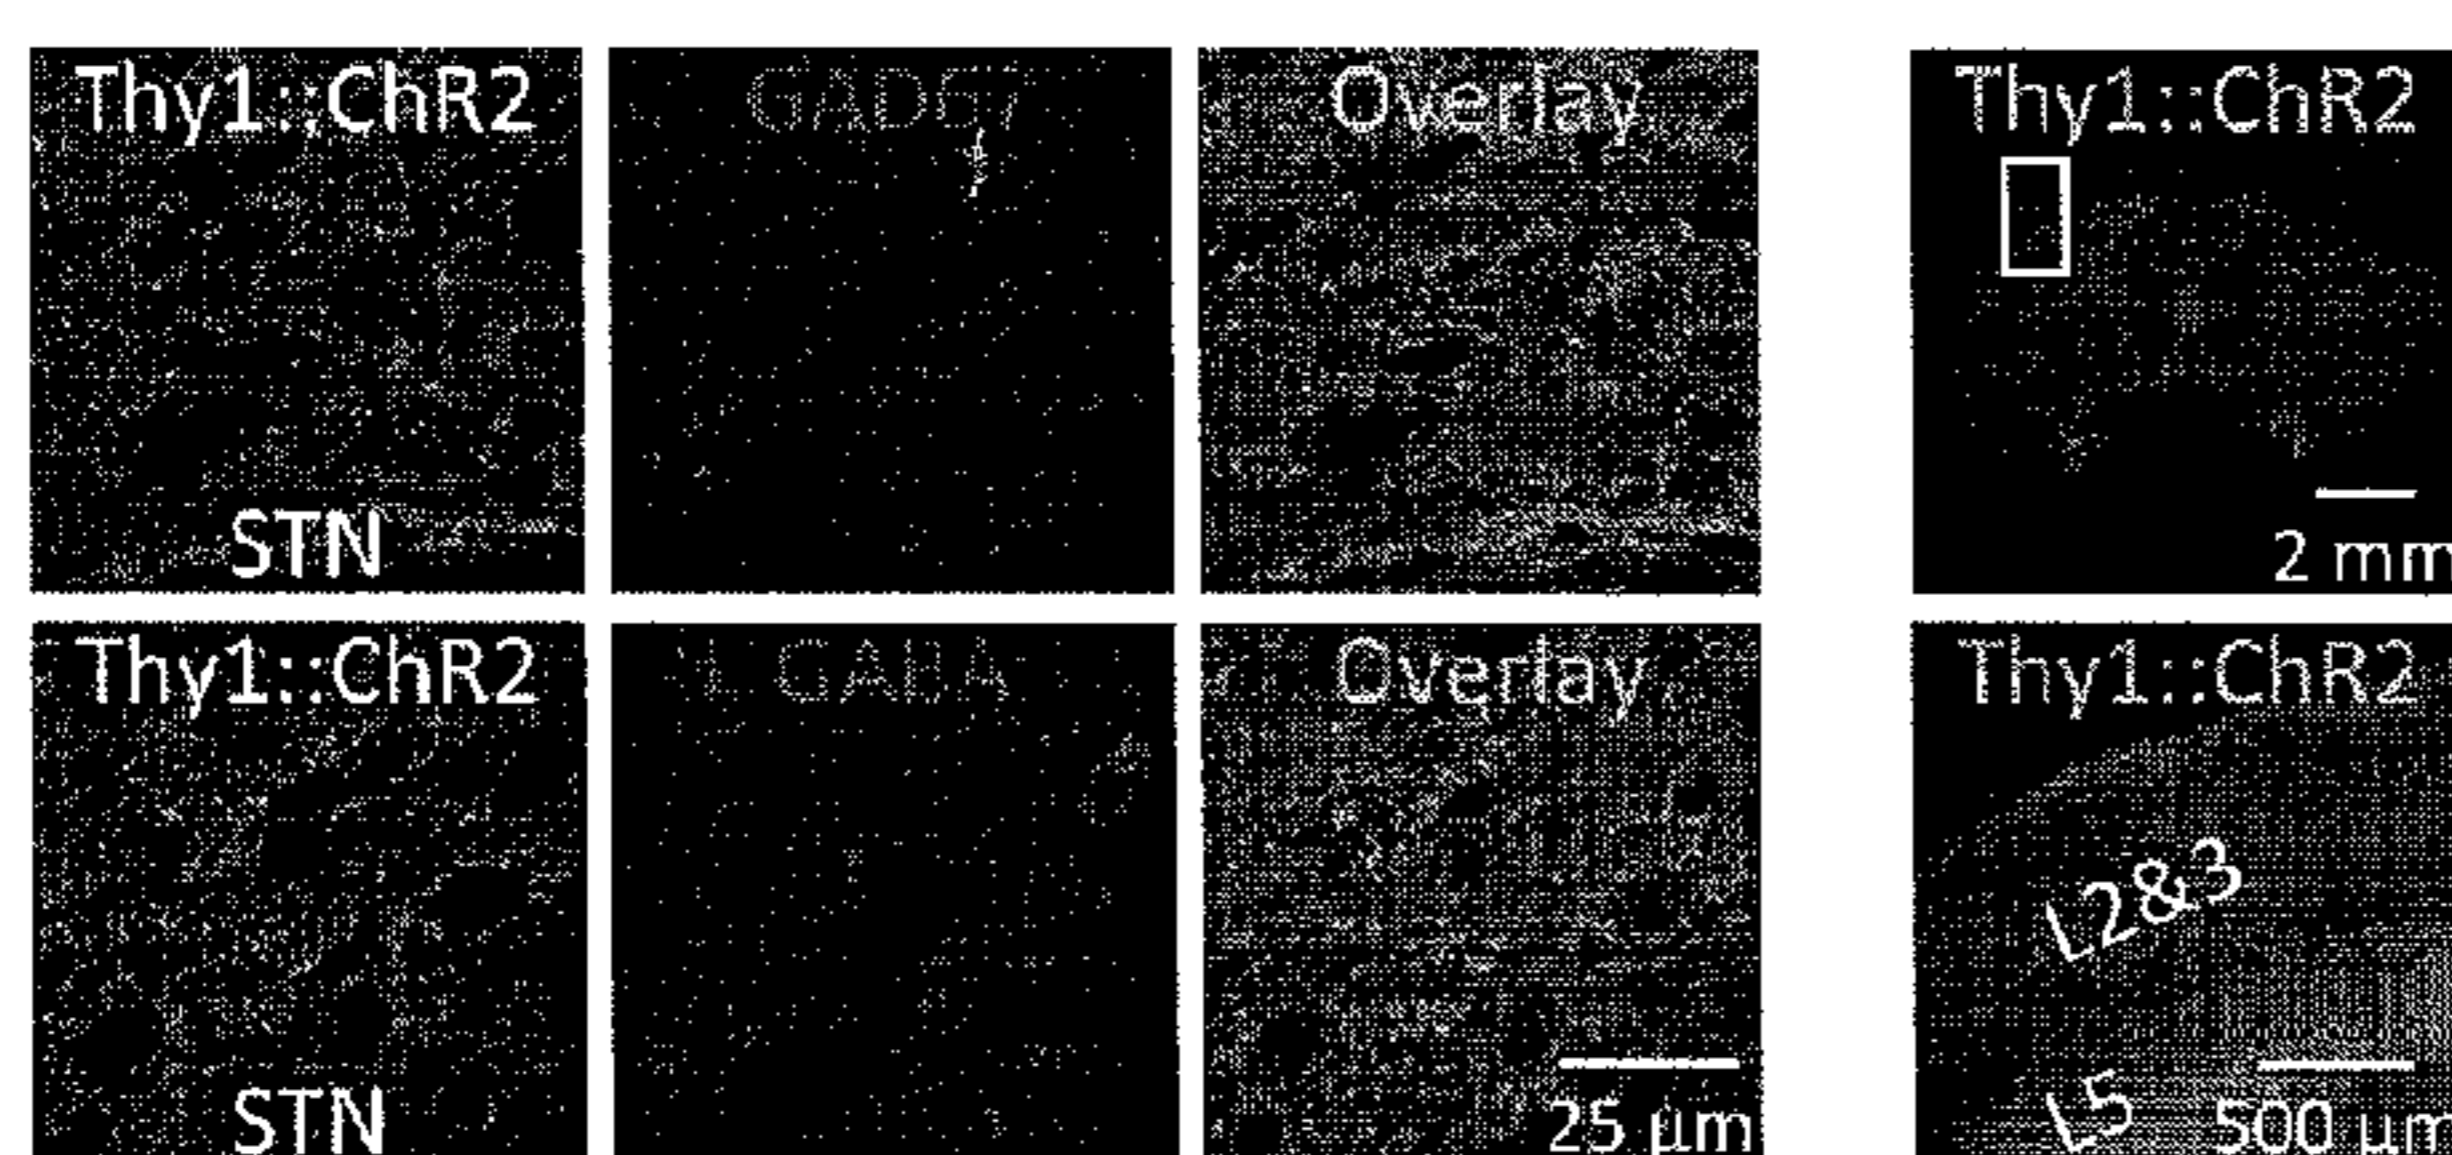 Thy1::ChR2 GAD67 Overlay Thy1::ChR2
STN
2 mm
Thy1::ChR2 GABA Overlay Thy1::ChR2
L2&3
STN 25 µm L5 500 µm